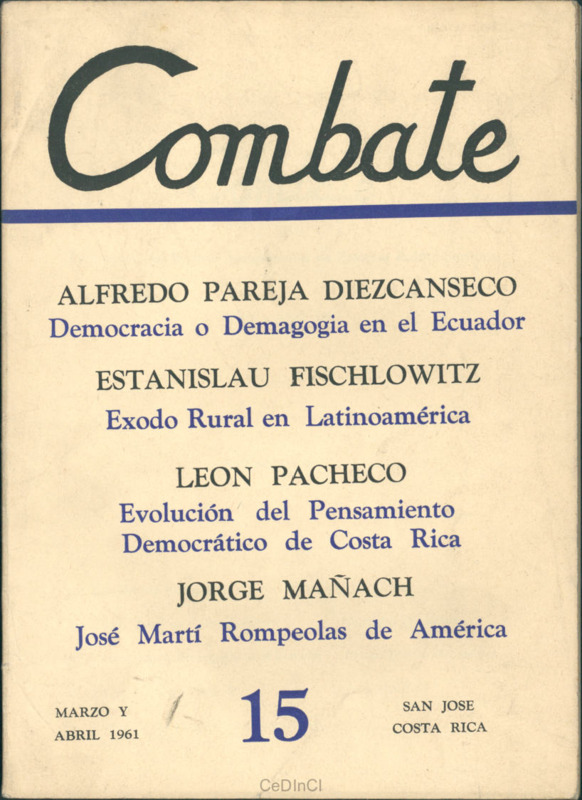 Combate
ALFREDO PAREJA DIEZCANSECO
Democracia o Demagogia en el Ecuador
ESTANISLAU FISCHLOWITZ
Exodo Rural en Latinoamérica
LEON PACHECO
Evolución del Pensamiento
Democrático de Costa Rica
JORGE MAÑACH
José Martí Rompeolas de América
MARZO Y
ABRIL 1961
15
SAN JOSE
COSTA RICA
CeDInCI